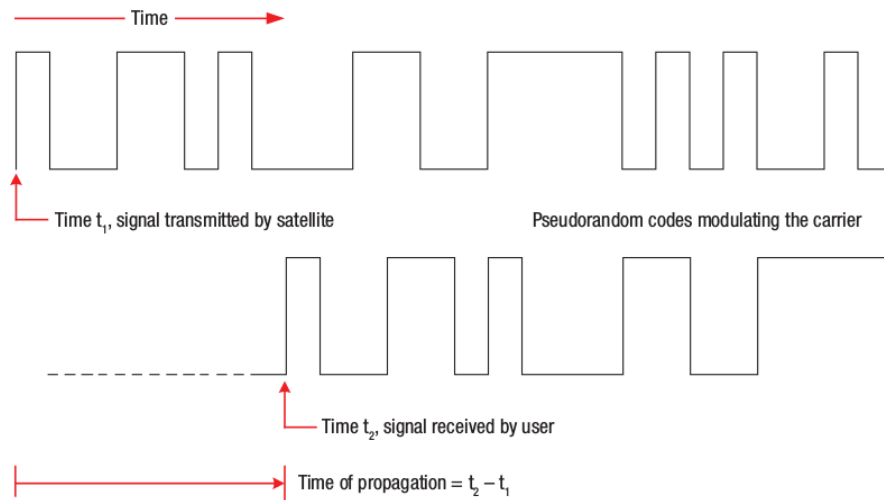 Time
Time t₁, signal transmitted by satellite
Pseudorandom codes modulating the carrier
Time t₂, signal received by user
Time of propagation = t₂ – t₁